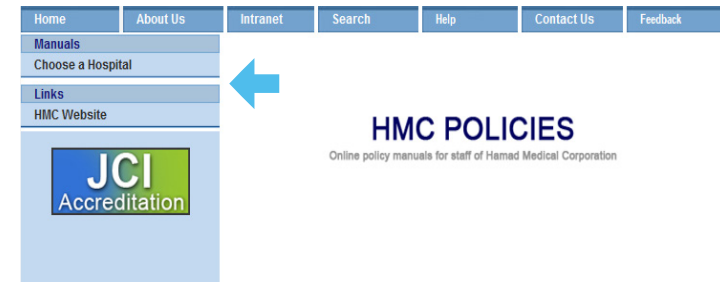 Home About Us Intranet Search Help Contact Us Feedback
Manuals
Choose a Hospital
Links
HMC Website
JCI
Accreditation
HMC POLICIES
Online policy manuals for staff of Hamad Medical Corporation